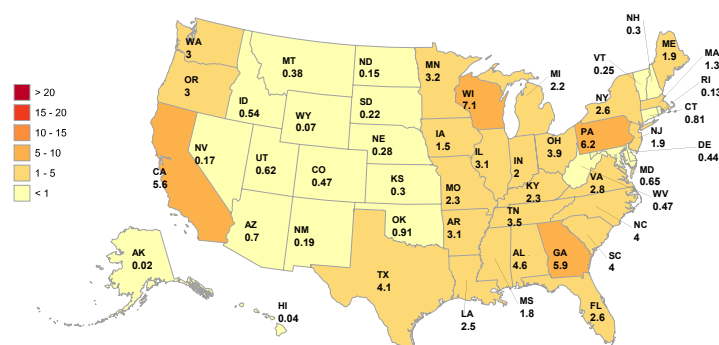 NH
0.3
WA
3
ME
1.9
MA
1.3
MT
0.38
ND
0.15
MN
3.2
VT
0.25
RI
0.13
MI
2.2
OR
3
> 20
15 - 20
10 - 15
5 - 10
1 - 5
< 1
ID
0.54
SD
0.22
WI
7.1
NY
2.6
CT
0.81
WY
0.07
NJ
1.9
IA
1.5
PA
6.2
DE
0.44
NE
0.28
NV
0.17
OH
3.9
IL
3.1
IN
2
UT
0.62
CO
0.47
MD
0.65
CA
5.6
KS
0.3
MO
2.3
KY
2.3
VA
2.8
WV
0.47
AZ
0.7
NM
0.19
OK
0.91
AR
3.1
TN
3.5
NC
4
AK
0.02
TX
4.1
AL
4.6
GA
5.9
SC
4
HI
0.04
LA
2.5
MS
1.8
FL
2.6